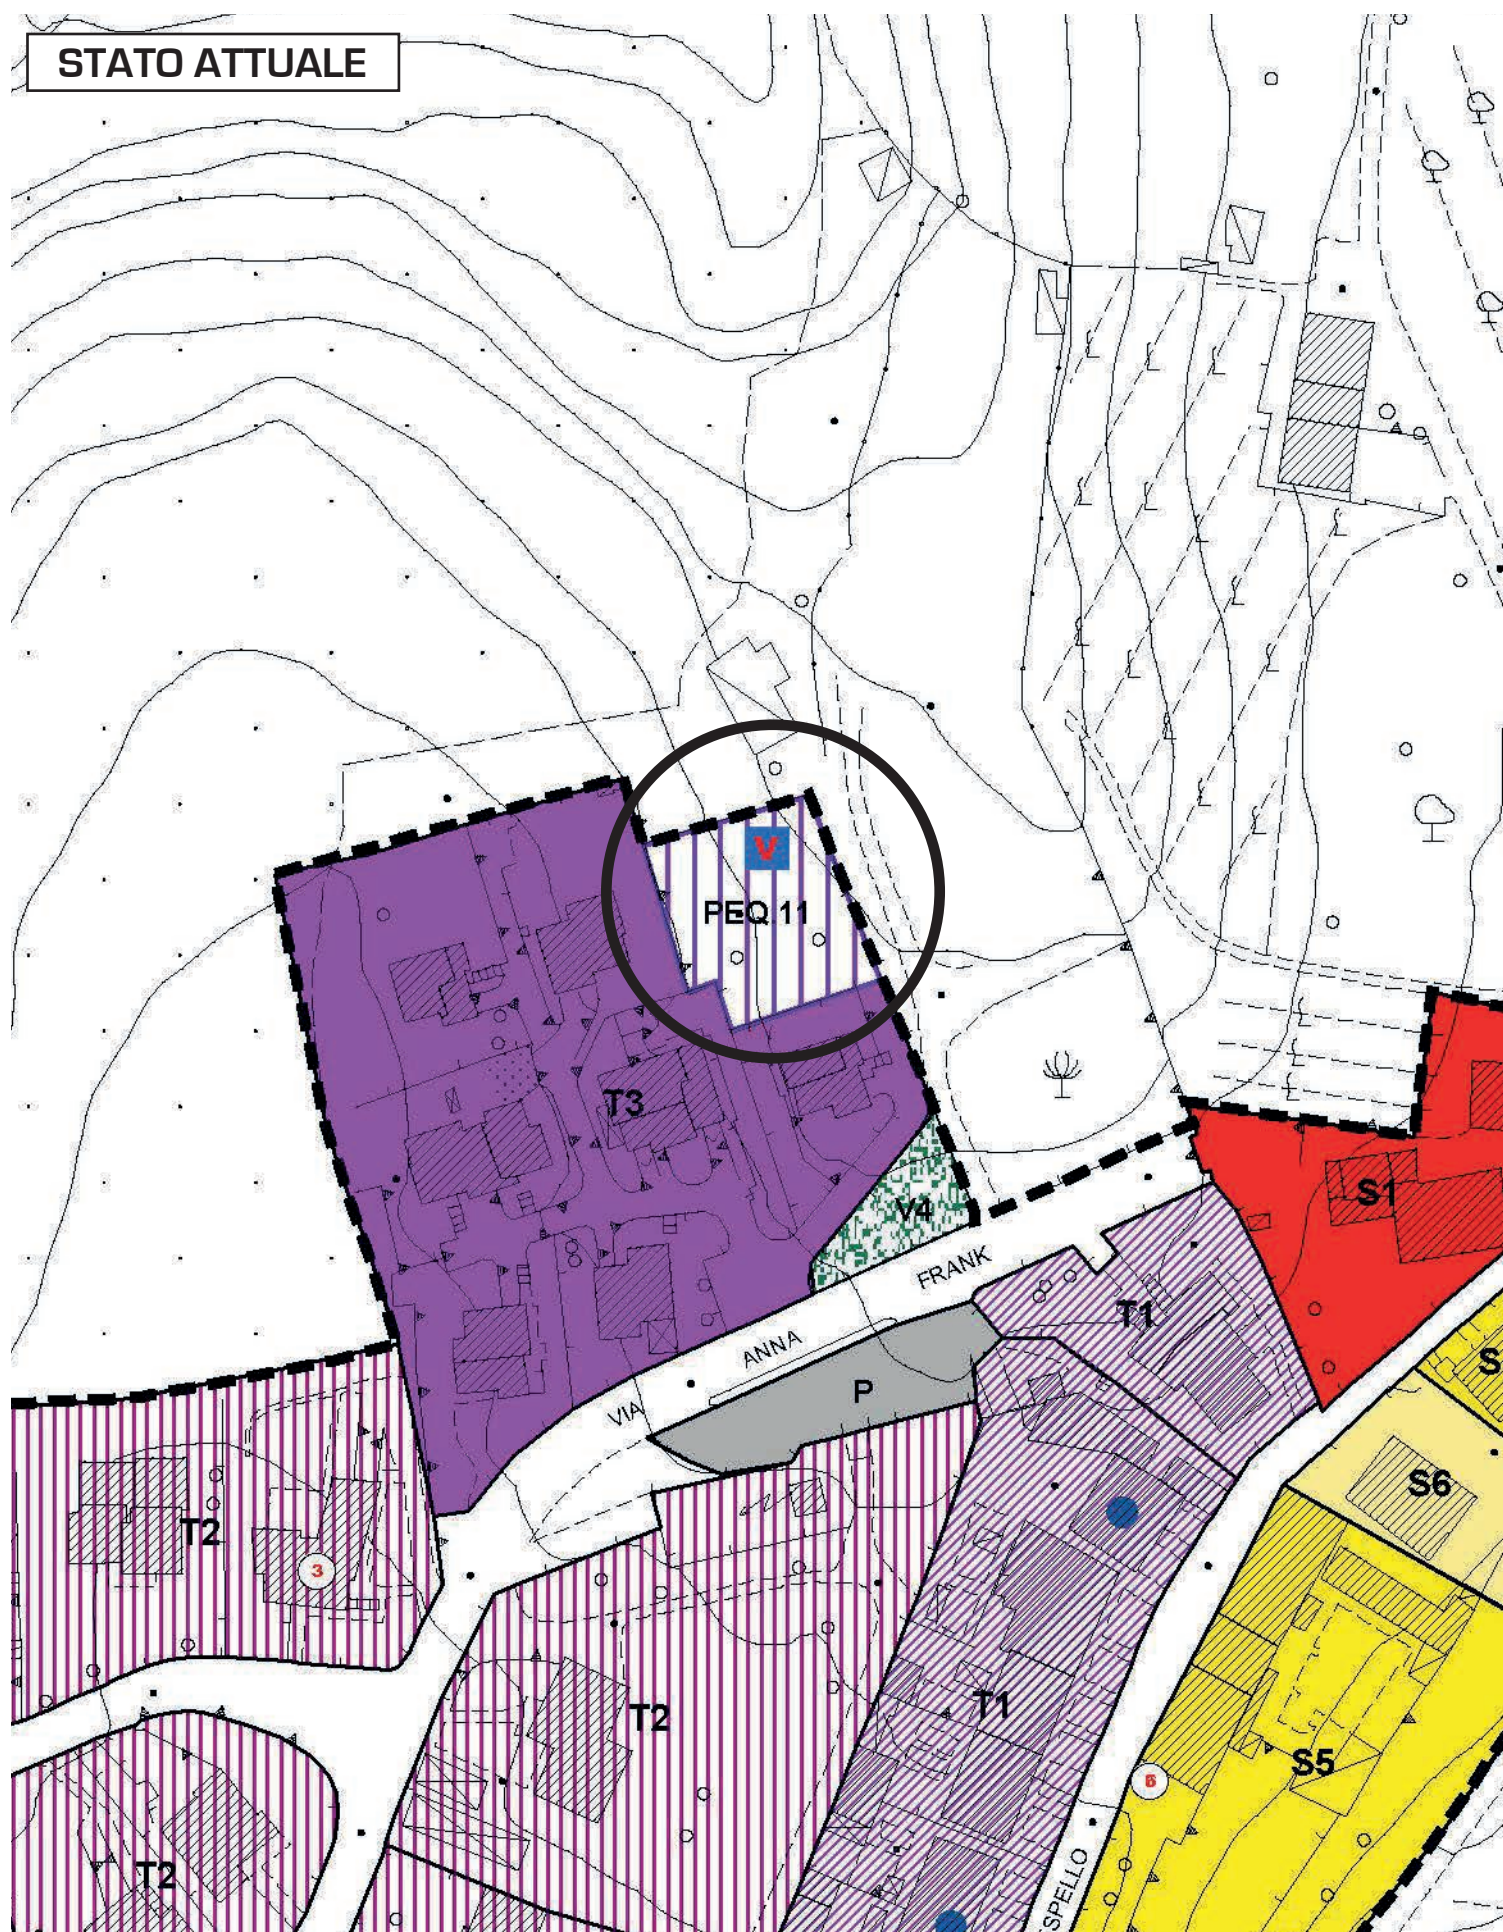 STATO ATTUALE
V
PEQ.11
T3
V4
S1
FRANK
ANNA
VIA
T1
P
S
S6
T2
3
T2
T1
S5
6
T2
SPELLO